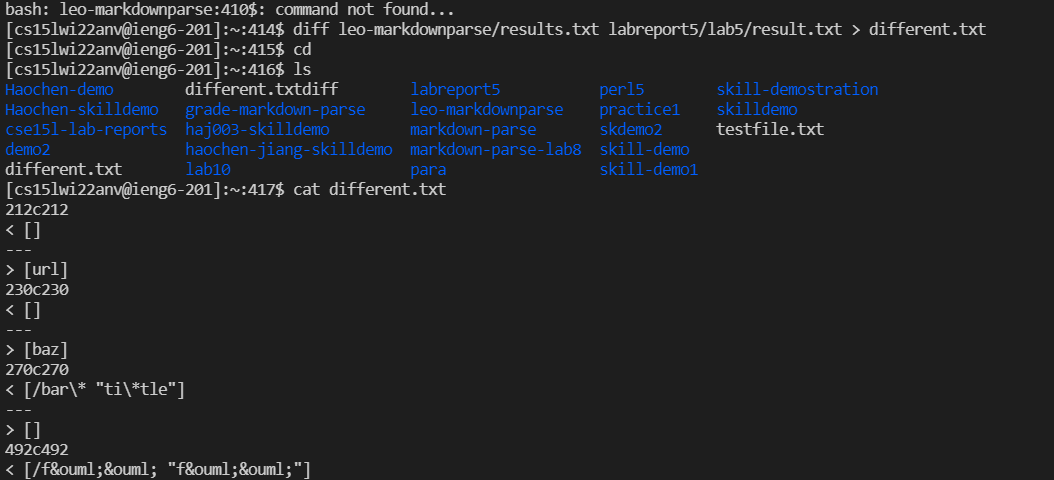 bash: leo-markdownparse:410$: command not found...
[cs15lwi22anv@ieng6-201]:~:414$ diff leo-markdownparse/results.txt labreport5/lab5/result.txt > different.txt
[cs15lwi22anv@ieng6-201]:~:415$ cd
[cs15lwi22anv@ieng6-201]:~:416$ ls
Haochen-demo different.txtdiff labreport5 perl5 skill-demostration
Haochen-skilldemo grade-markdown-parse leo-markdownparse practice1 skilldemo
cse15l-lab-reports haj003-skilldemo markdown-parse skdemo2 testfile.txt
demo2 haochen-jiang-skilldemo markdown-parse-lab8 skill-demo
different.txt lab10 para skill-demo1
[cs15lwi22anv@ieng6-201]:~:417$ cat different.txt
212c212
< []
---
> [url]
230c230
< []
---
> [baz]
270c270
< [/bar\* "ti\*tle"]
---
> []
492c492
< [/f&ouml;&ouml; "f&ouml;&ouml;"]